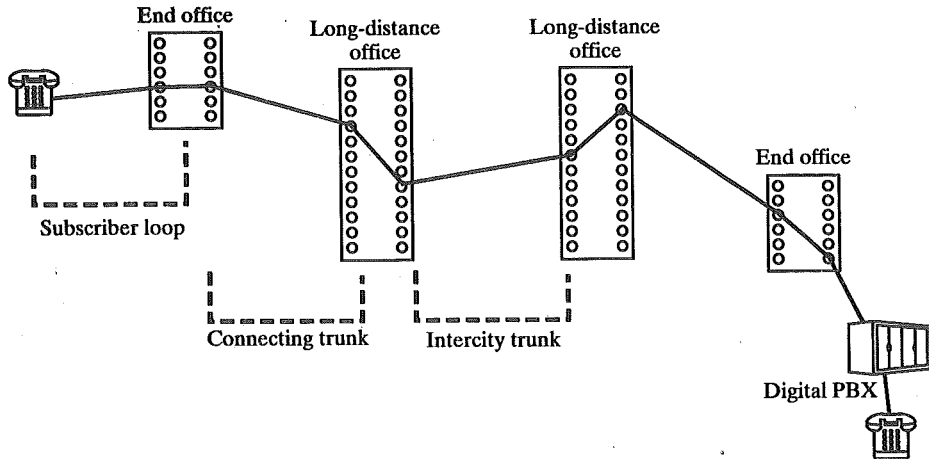 End office
Long-distance
office
Long-distance
office
End office
Subscriber loop
Connecting trunk
Intercity trunk
Digital PBX